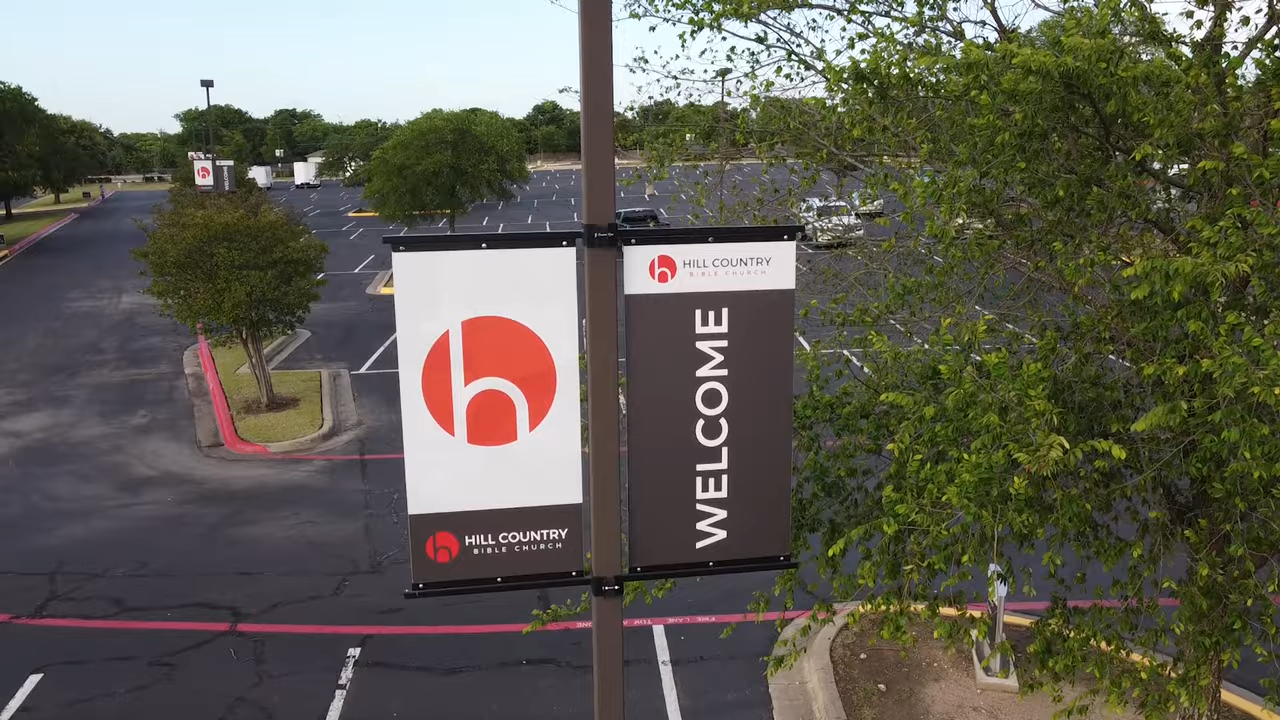 h
HILL COUNTRY
BIBLE CHURCH
h
HILL COUNTRY
BIBLE CHURCH
WELCOME
FIRE LANE